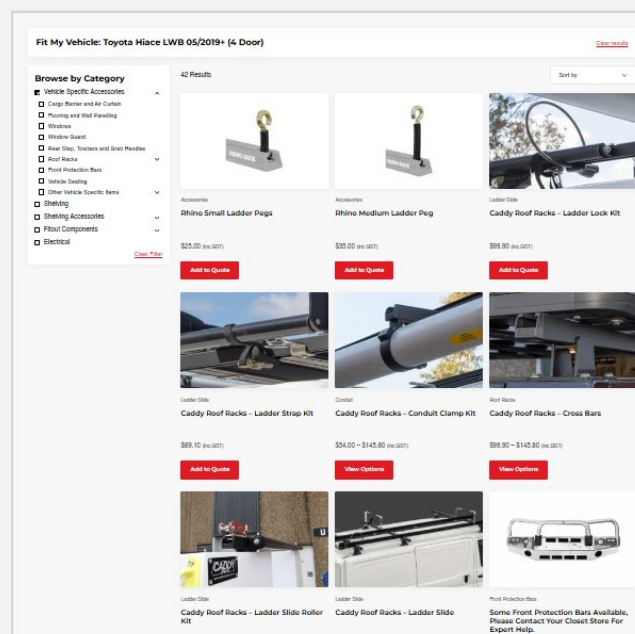 Fit My Vehicle: Toyota Hiace LWB 05/2019+ (4 Door)
Clear results
Browse by Category
Vehicle Specific Accessories
Cargo Barrier and Air Curtain
Flooring and Wall Panelling
Windows
Window Guard
Rear Step, Towbars and Grab Handles
Roof Racks
Front Protection Bars
Vehicle Seating
Other Vehicle Specific Items
Shelving
Shelving Accessories
Fitout Components
Electrical
Clear Filter
42 Results
Sort by
RHINO-RACK
RHINO-RACK
Accessories
Rhino Small Ladder Pegs
$25.00 (inc.GST)
Add to Quote
Accessories
Rhino Medium Ladder Peg
$35.00 (inc.GST)
Add to Quote
Ladder Slide
Caddy Roof Racks – Ladder Lock Kit
$99.90 (inc.GST)
Add to Quote
Ladder Slide
Caddy Roof Racks – Ladder Strap Kit
$89.10 (inc.GST)
Add to Quote
Conduit
Caddy Roof Racks – Conduit Clamp Kit
$54.00 – $145.80 (inc.GST)
View Options
Roof Racks
Caddy Roof Racks – Cross Bars
$99.90 – $145.80 (inc.GST)
View Options
CADDY
Ladder Slide
Caddy Roof Racks – Ladder Slide Roller
Kit
Ladder Slide
Caddy Roof Racks – Ladder Slide
Front Protection Bars
Some Front Protection Bars Available,
Please Contact Your Closet Store For
Expert Help.